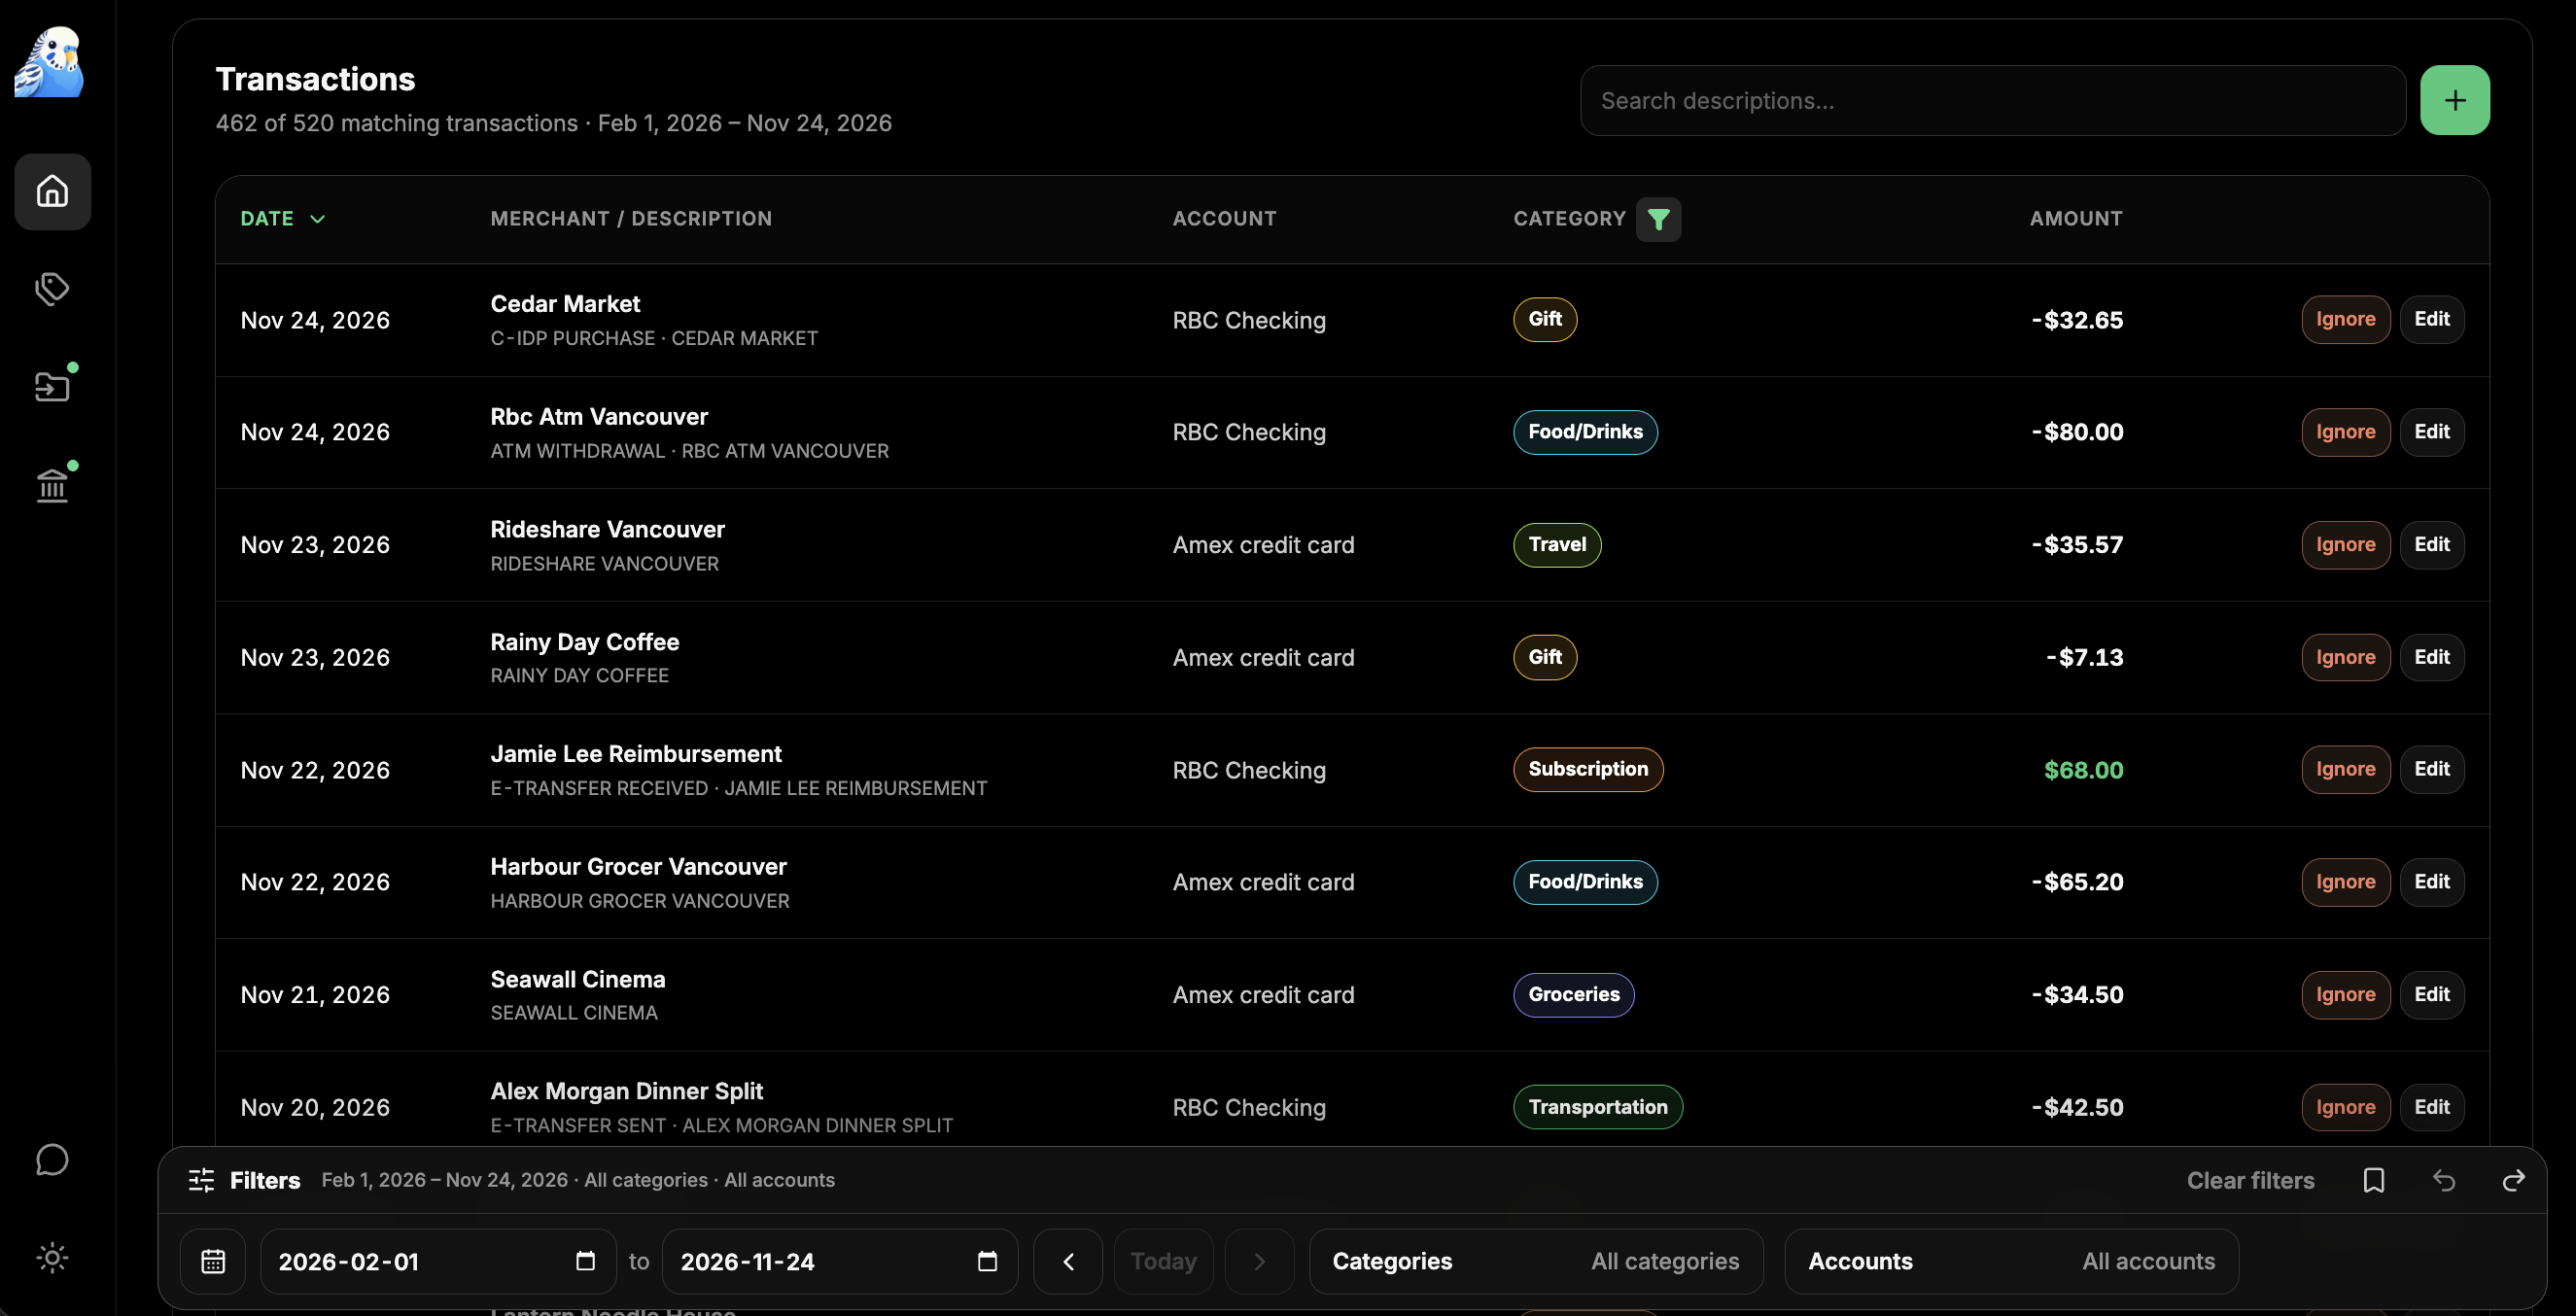 Transactions
462 of 520 matching transactions · Feb 1, 2026 – Nov 24, 2026
Search descriptions...
DATE MERCHANT / DESCRIPTION ACCOUNT CATEGORY AMOUNT
Nov 24, 2026 Cedar Market RBC Checking Gift -$32.65 Ignore Edit
C-IDP PURCHASE · CEDAR MARKET
Nov 24, 2026 Rbc Atm Vancouver RBC Checking Food/Drinks -$80.00 Ignore Edit
ATM WITHDRAWAL · RBC ATM VANCOUVER
Nov 23, 2026 Rideshare Vancouver Amex credit card Travel -$35.57 Ignore Edit
RIDESHARE VANCOUVER
Nov 23, 2026 Rainy Day Coffee Amex credit card Gift -$7.13 Ignore Edit
RAINY DAY COFFEE
Nov 22, 2026 Jamie Lee Reimbursement RBC Checking Subscription $68.00 Ignore Edit
E-TRANSFER RECEIVED · JAMIE LEE REIMBURSEMENT
Nov 22, 2026 Harbour Grocer Vancouver Amex credit card Food/Drinks -$65.20 Ignore Edit
HARBOUR GROCER VANCOUVER
Nov 21, 2026 Seawall Cinema Amex credit card Groceries -$34.50 Ignore Edit
SEAWALL CINEMA
Nov 20, 2026 Alex Morgan Dinner Split RBC Checking Transportation -$42.50 Ignore Edit
E-TRANSFER SENT · ALEX MORGAN DINNER SPLIT
Filters Feb 1, 2026 – Nov 24, 2026 · All categories · All accounts Clear filters
2026-02-01 to 2026-11-24 Today Categories All categories Accounts All accounts